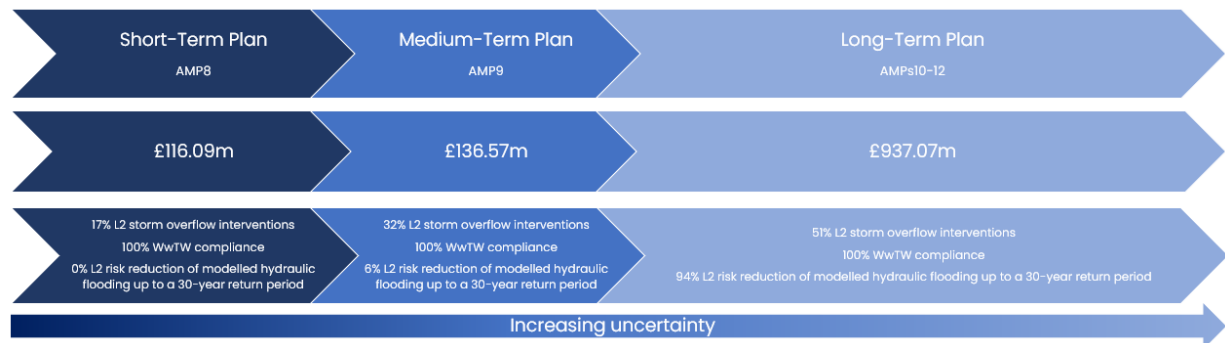 Short-Term Plan
AMP8
Medium-Term Plan
AMP9
Long-Term Plan
AMPs10-12
£116.09m
£136.57m
£937.07m
17% L2 storm overflow interventions
100% WwTW compliance
0% L2 risk reduction of modelled hydraulic
flooding up to a 30-year return period
32% L2 storm overflow interventions
100% WwTW compliance
6% L2 risk reduction of modelled hydraulic
flooding up to a 30-year return period
51% L2 storm overflow interventions
100% WwTW compliance
94% L2 risk reduction of modelled hydraulic flooding up to a 30-year return period
Increasing uncertainty